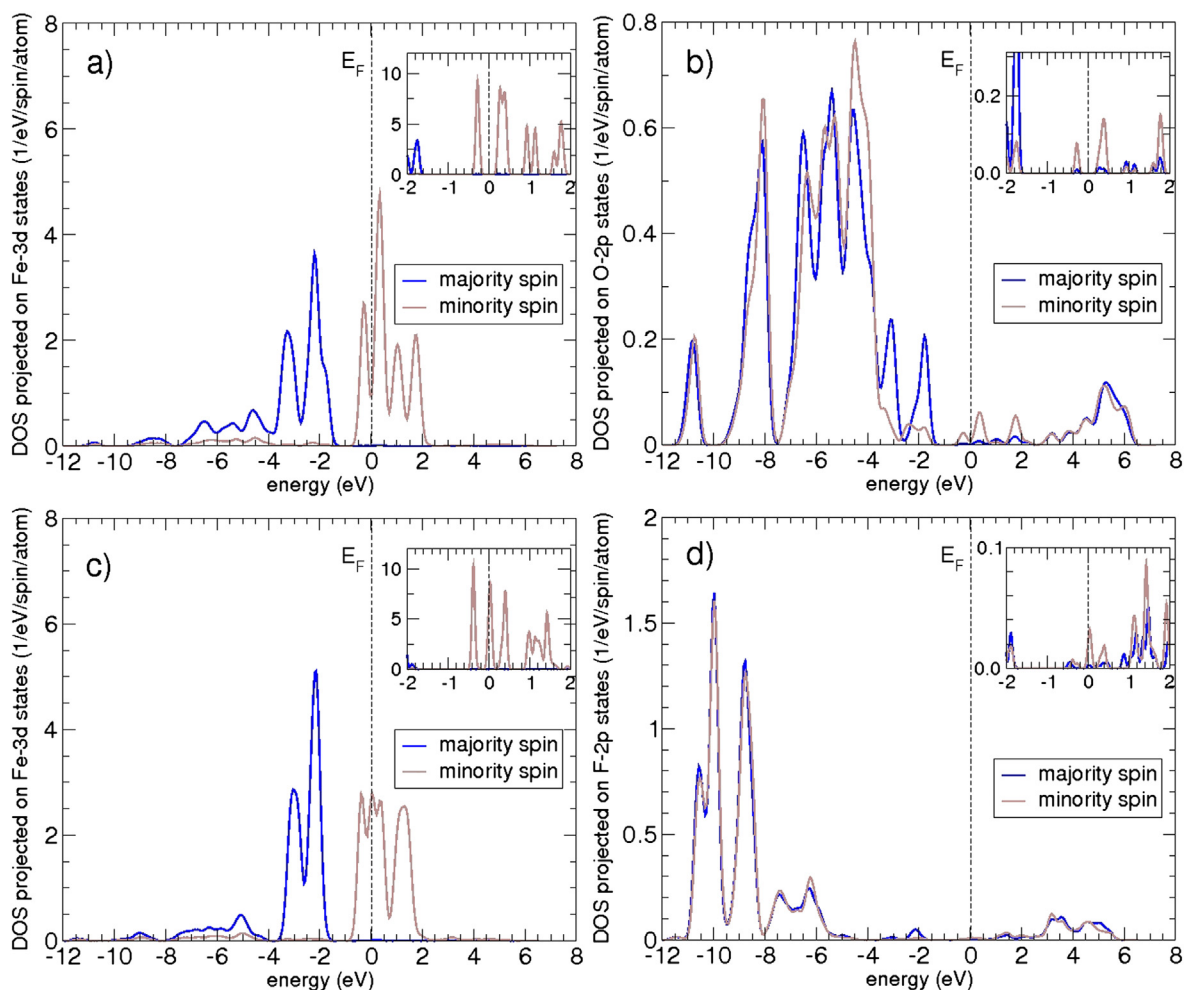 a)
E_F
10
5
0
-2 -1 0 1 2
majority spin
minority spin
DOS projected on Fe-3d states (1/eV/spin/atom)
8
6
4
2
0
-12 -10 -8 -6 -4 -2 0 2 4 6 8
energy (eV)
b)
E_F
0.2
0.0
-2 -1 0 1 2
majority spin
minority spin
DOS projected on O-2p states (1/eV/spin/atom)
0.8
0.6
0.4
0.2
0
-12 -10 -8 -6 -4 -2 0 2 4 6 8
energy (eV)
c)
E_F
10
5
0
-2 -1 0 1 2
majority spin
minority spin
DOS projected on Fe-3d states (1/eV/spin/atom)
8
6
4
2
0
-12 -10 -8 -6 -4 -2 0 2 4 6 8
energy (eV)
d)
E_F
0.1
0.0
-2 -1 0 1 2
majority spin
minority spin
DOS projected on F-2p states (1/eV/spin/atom)
2
1.5
1
0.5
0
-12 -10 -8 -6 -4 -2 0 2 4 6 8
energy (eV)